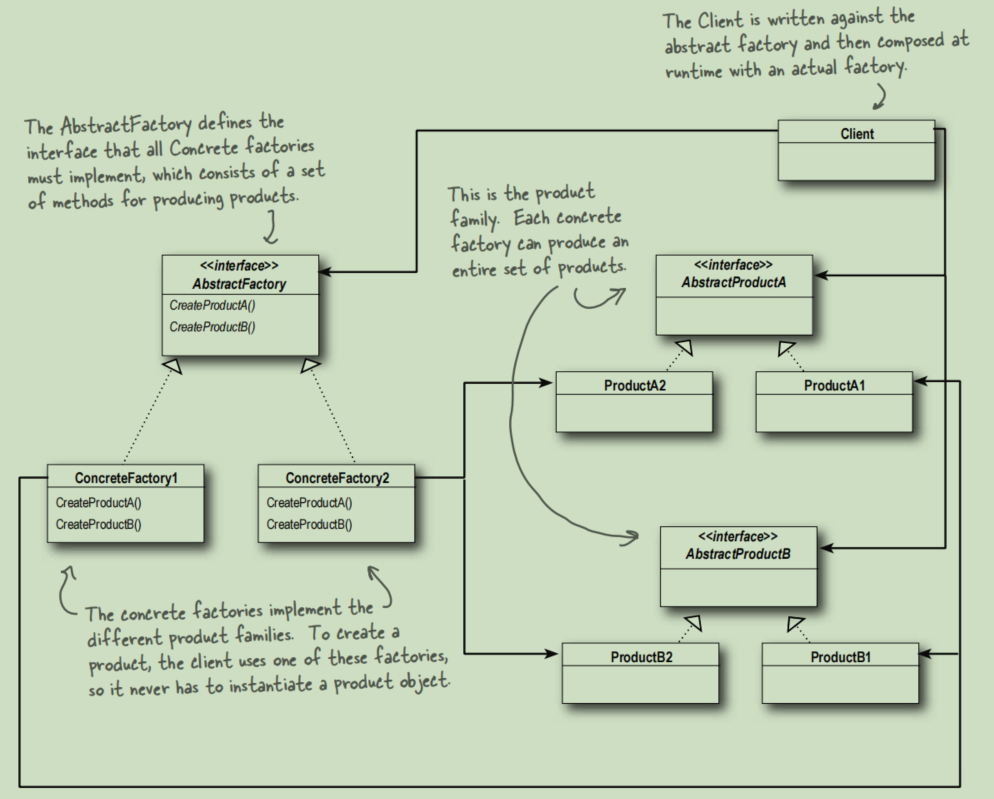 The Client is written against the
abstract factory and then composed at
runtime with an actual factory.
Client
The AbstractFactory defines the
interface that all Concrete factories
must implement, which consists of a set
of methods for producing products.
This is the product
family. Each concrete
factory can produce an
entire set of products.
<<interface>>
AbstractFactory
CreateProductA()
CreateProductB()
<<interface>>
AbstractProductA
ProductA2
ProductA1
ConcreteFactory1
CreateProductA()
CreateProductB()
ConcreteFactory2
CreateProductA()
CreateProductB()
<<interface>>
AbstractProductB
ProductB2
ProductB1
The concrete factories implement the
different product families. To create a
product, the client uses one of these factories,
so it never has to instantiate a product object.